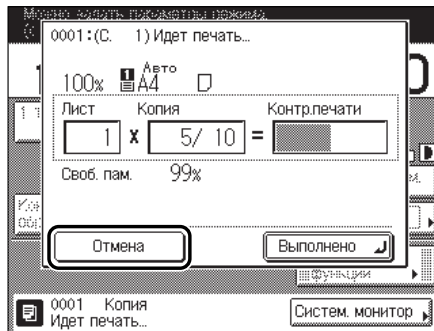 Можно задать параметры режима.
0001:(С. 1) Идет печать...
100% 1 Авто A4
Лист Копия Контр.печати
1 X 5/ 10 =
Своб. пам. 99%
Отмена Выполнено
функции
0001 Копия
Идет печать...
Систем. монитор